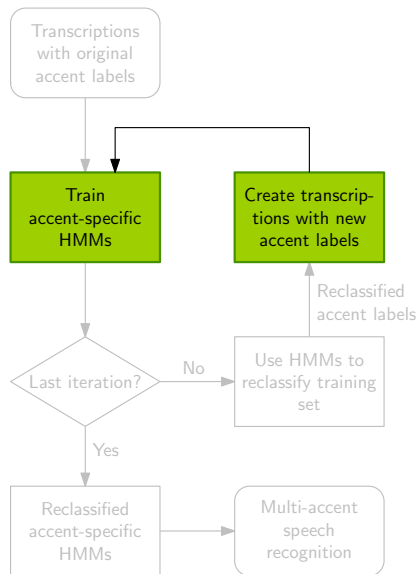 Transcriptions
with original
accent labels
Train
accent-specific
HMMs
Create transcrip-
tions with new
accent labels
Reclassified
accent labels
Last iteration?
No
Use HMMs to
reclassify training
set
Yes
Reclassified
accent-specific
HMMs
Multi-accent
speech
recognition